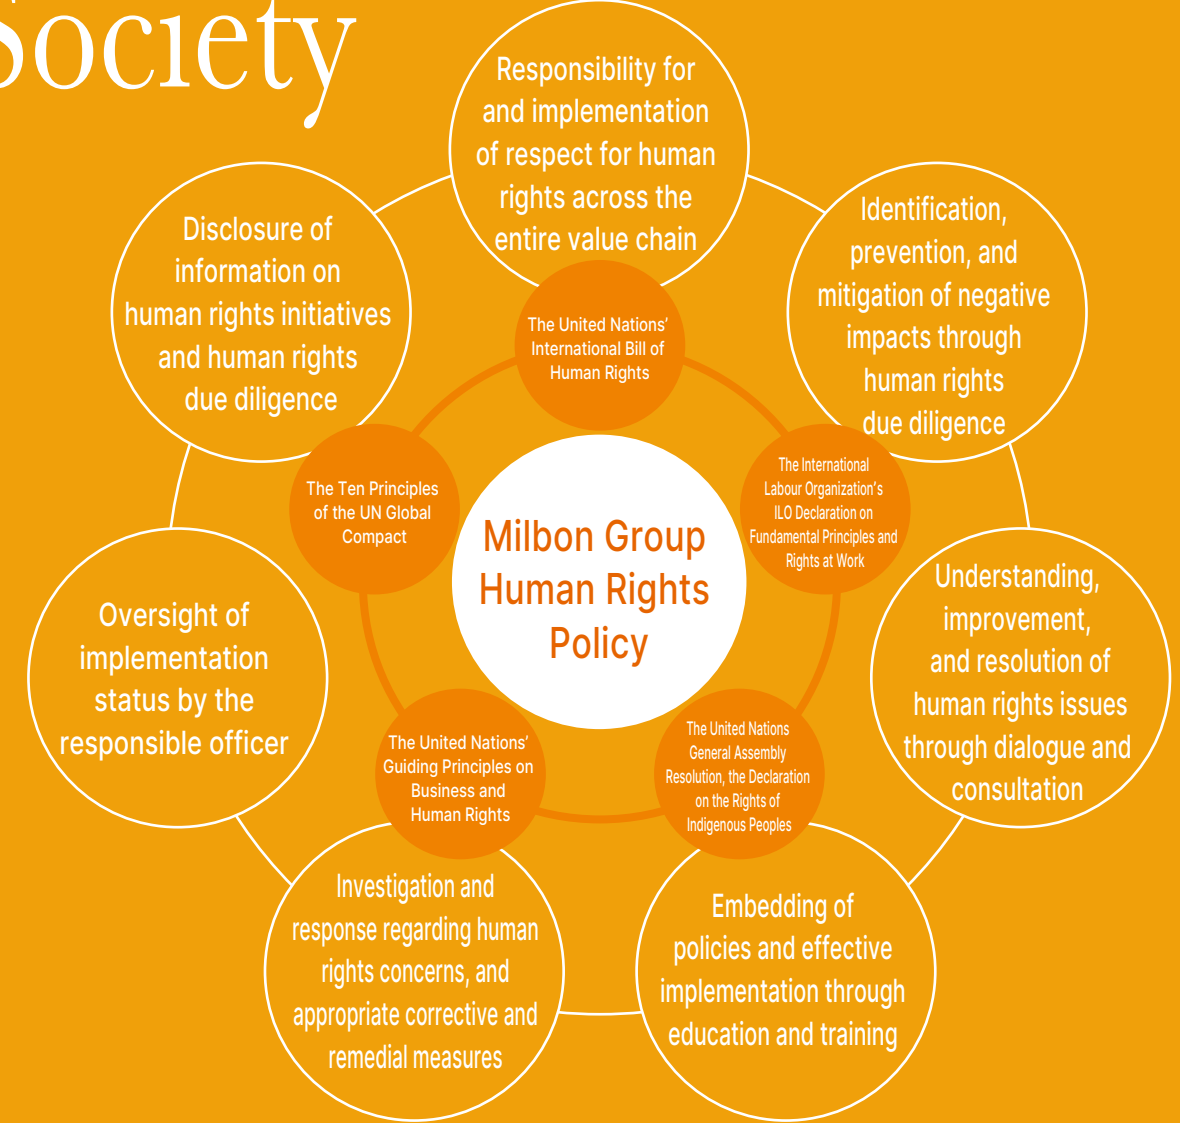 Society
Responsibility for
and implementation
of respect for human
rights across the
entire value chain
Identification,
prevention, and
mitigation of negative
impacts through
human rights
due diligence
Understanding,
improvement,
and resolution of
human rights issues
through dialogue and
consultation
Embedding of
policies and effective
implementation through
education and training
Investigation and
response regarding human
rights concerns, and
appropriate corrective and
remedial measures
Oversight of
implementation
status by the
responsible officer
Disclosure of
information on
human rights initiatives
and human rights
due diligence
The United Nations’
International Bill of
Human Rights
The International
Labour Organization’s
ILO Declaration on
Fundamental Principles and
Rights at Work
The United Nations
General Assembly
Resolution, the Declaration
on the Rights of
Indigenous Peoples
The United Nations’
Guiding Principles on
Business and
Human Rights
The Ten Principles
of the UN Global
Compact
Milbon Group
Human Rights
Policy